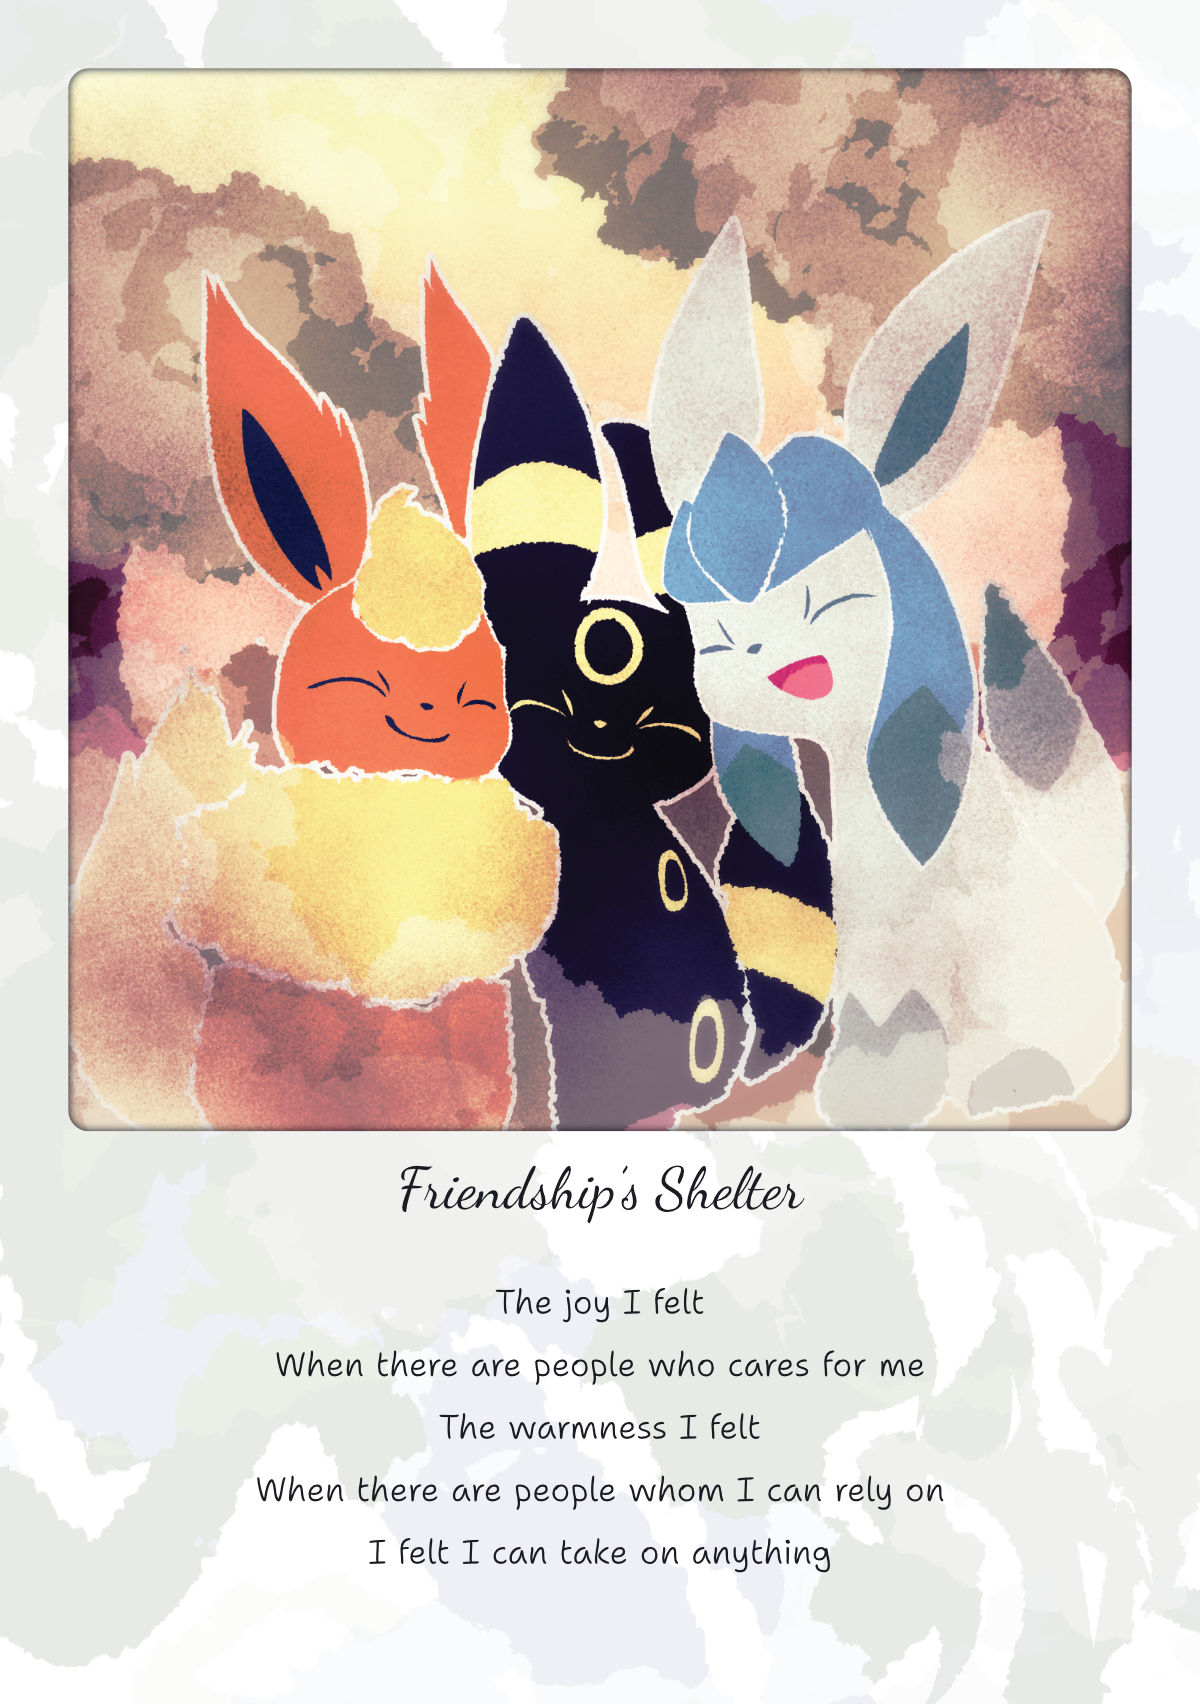 Friendship's Shelter
The joy I felt
When there are people who cares for me
The warmness I felt
When there are people whom I can rely on
I felt I can take on anything